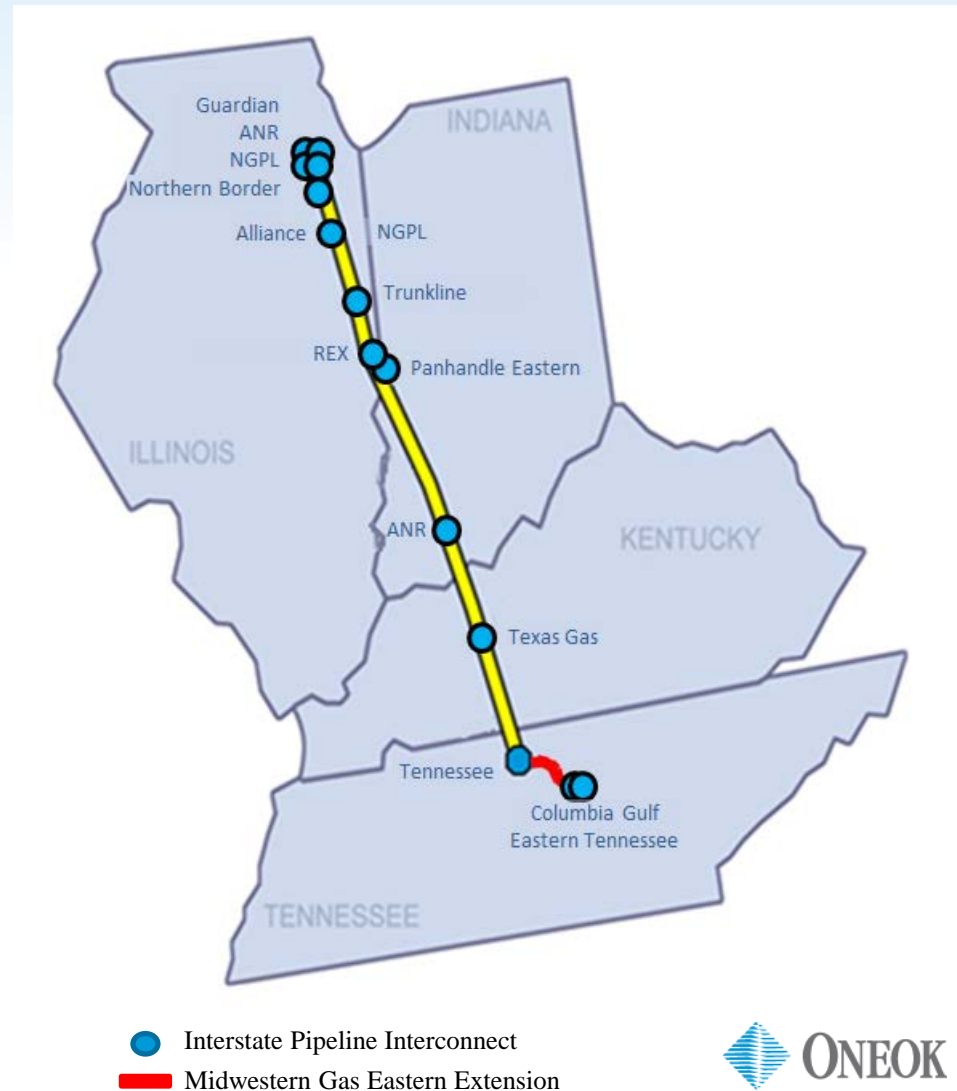 Guardian
ANR
NGPL
Northern Border
Alliance
NGPL
Trunkline
REX
Panhandle Eastern
ANR
Texas Gas
Tennessee
Columbia Gulf
Eastern Tennessee
INDIANA
ILLINOIS
KENTUCKY
TENNESSEE
Interstate Pipeline Interconnect
Midwestern Gas Eastern Extension
ONEOK